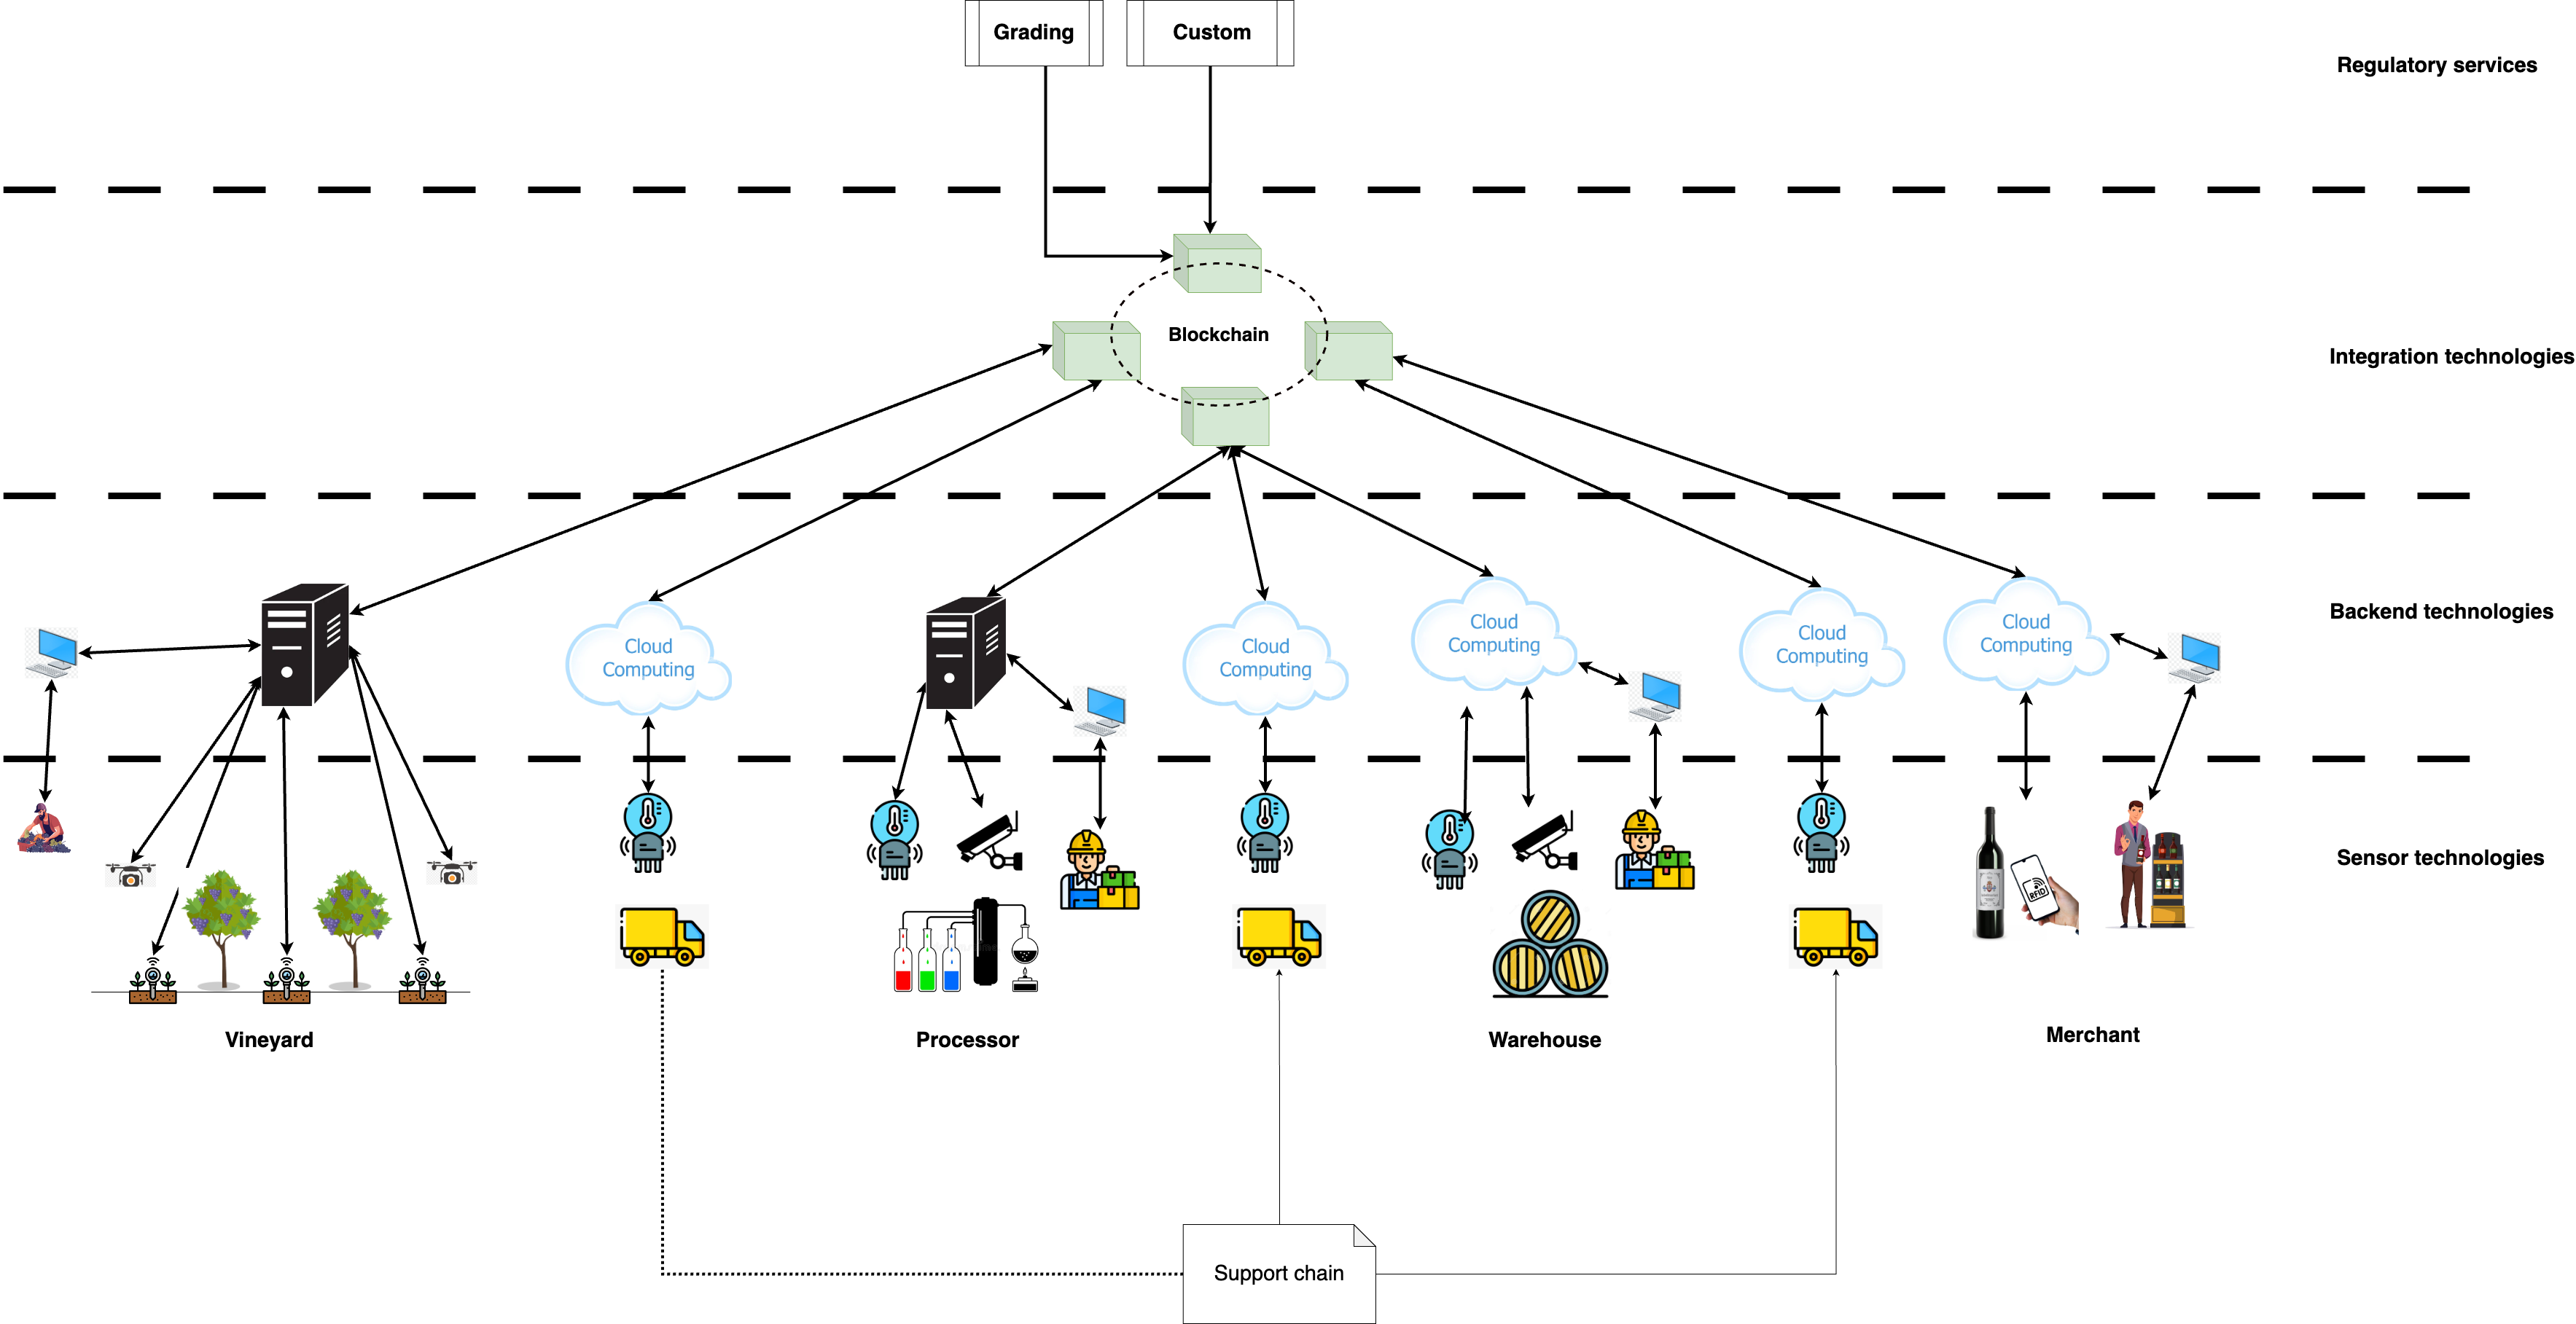 Grading
Custom
Regulatory services
Blockchain
Integration technologies
Cloud
Computing
Cloud
Computing
Cloud
Computing
Cloud
Computing
Cloud
Computing
Backend technologies
RFID
Sensor technologies
Vineyard
Processor
Warehouse
Merchant
Support chain